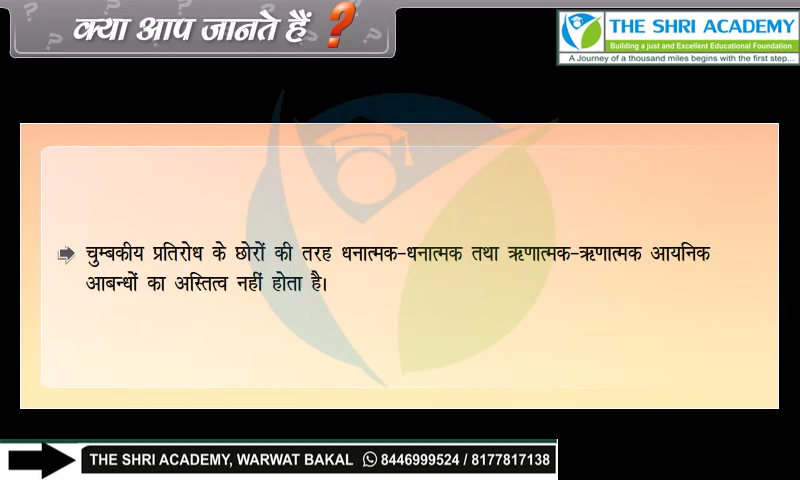 क्या आप जानते हैं ?
THE SHRI ACADEMY
Building a just and Excellent Educational Foundation
A Journey of a thousand miles begins with the first step...
चुम्बकीय प्रतिरोध के छोरों की तरह धनात्मक-धनात्मक तथा ऋणात्मक-ऋणात्मक आयनिक
आबन्धों का अस्तित्व नहीं होता है।
THE SHRI ACADEMY, WARWAT BAKAL 8446999524 / 8177817138